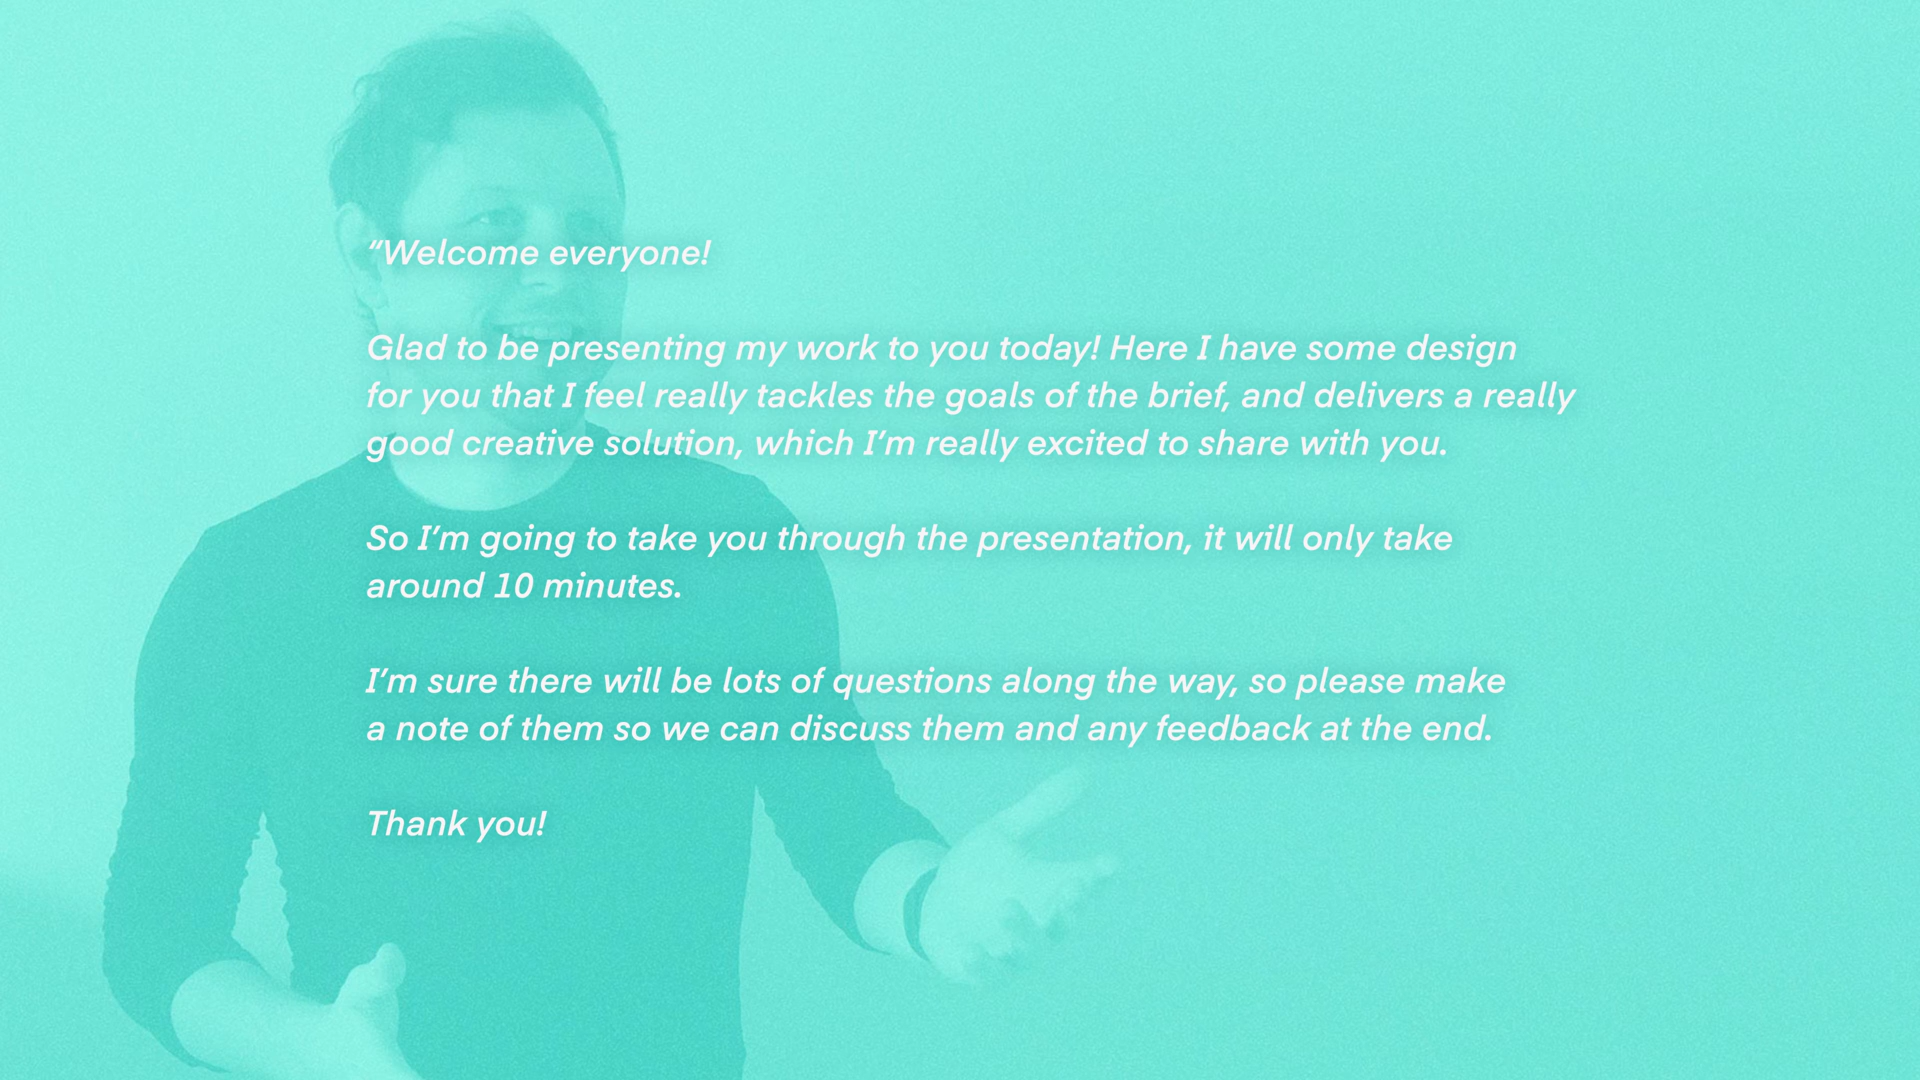 “Welcome everyone!
Glad to be presenting my work to you today! Here I have some design
for you that I feel really tackles the goals of the brief, and delivers a really
good creative solution, which I’m really excited to share with you.
So I’m going to take you through the presentation, it will only take
around 10 minutes.
I’m sure there will be lots of questions along the way, so please make
a note of them so we can discuss them and any feedback at the end.
Thank you!